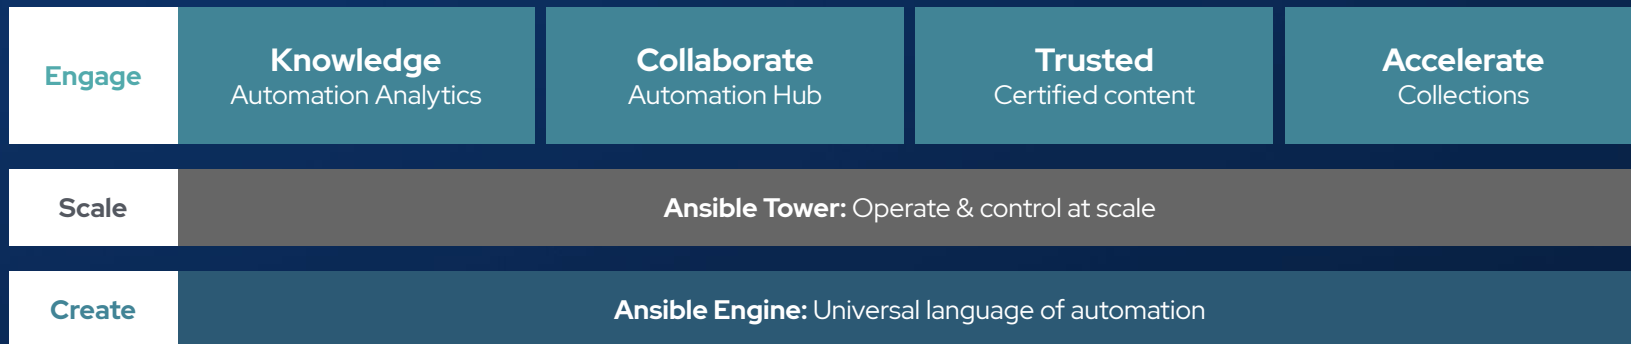 Engage
Knowledge
Automation Analytics
Collaborate
Automation Hub
Trusted
Certified content
Accelerate
Collections
Scale
Ansible Tower: Operate & control at scale
Create
Ansible Engine: Universal language of automation